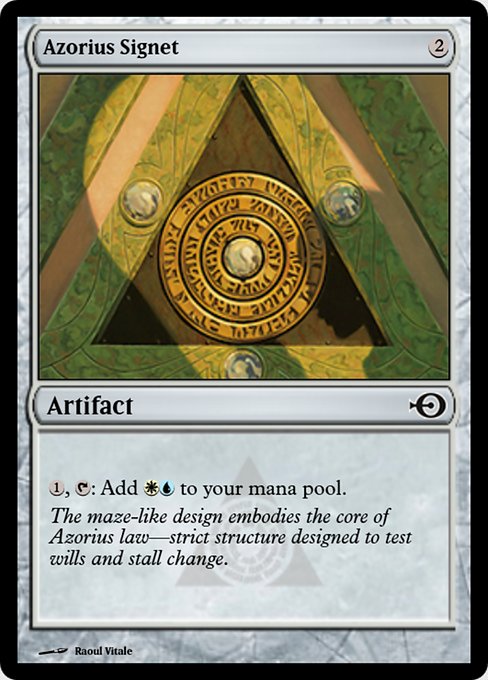 Azorius Signet 2
Artifact
1, T: Add to your mana pool.
The maze-like design embodies the core of
Azorius law—strict structure designed to test
wills and stall change.
Raoul Vitale